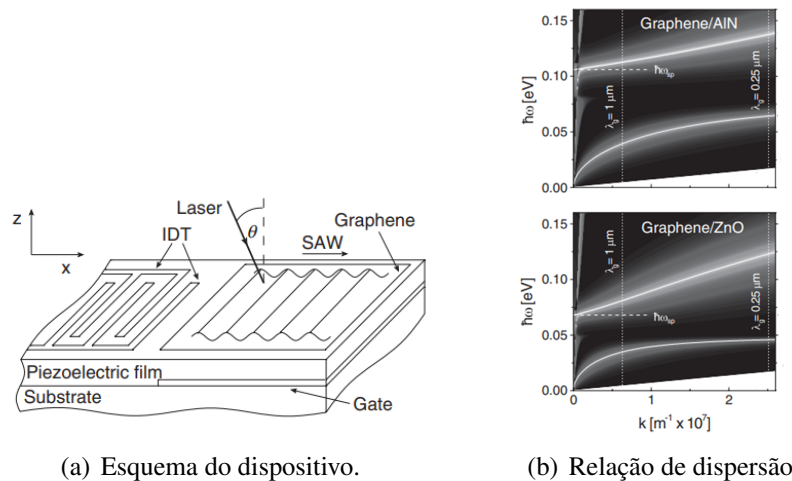 z
x
IDT
Laser
θ
SAW
Graphene
Piezoelectric film
Substrate
Gate
(a) Esquema do dispositivo.
Graphene/AlN
0.15
0.10
0.05
0.00
ħω [eV]
ħωsp
λg= 1 μm
λg= 0.25 μm
Graphene/ZnO
0.15
0.10
0.05
0.00
ħω [eV]
ħωsp
λg= 1 μm
λg= 0.25 μm
0 1 2
k [m⁻¹ x 10⁷]
(b) Relação de dispersão